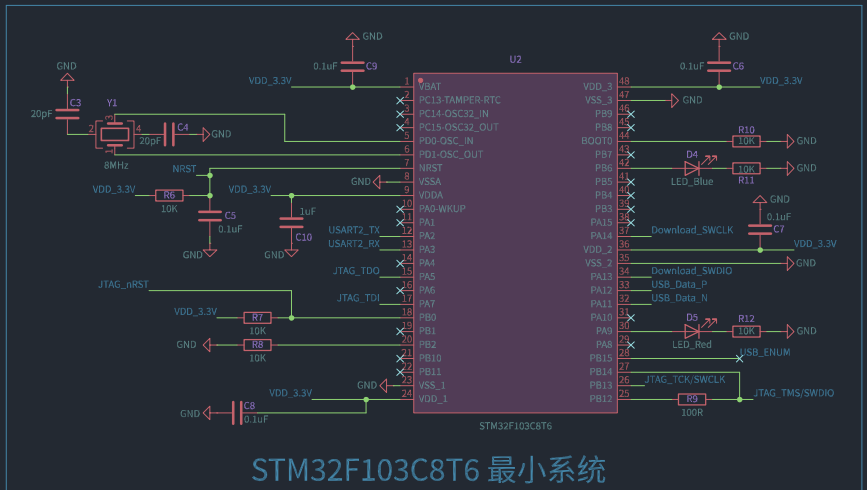 GND
GND
U2
GND
0.1uF C9
0.1uF C6
C3
20pF
Y1
VDD_3.3V
VDD_3.3V
3
2
4
1
C4
20pF
GND
8MHz
NRST
VDD_3.3V
R6
10K
VDD_3.3V
C5
0.1uF
GND
1uF
C10
GND
GND
USART2_TX
USART2_RX
JTAG_TDO
JTAG_TDI
JTAG_nRST
VDD_3.3V
R7
10K
GND
R8
10K
GND
VDD_3.3V
GND
C8
0.1uF
1 VBAT
2 PC13-TAMPER-RTC
3 PC14-OSC32_IN
4 PC15-OSC32_OUT
5 PD0-OSC_IN
6 PD1-OSC_OUT
7 NRST
8 VSSA
9 VDDA
10 PA0-WKUP
11 PA1
12 PA2
13 PA3
14 PA4
15 PA5
16 PA6
17 PA7
18 PB0
19 PB1
20 PB2
21 PB10
22 PB11
23 VSS_1
24 VDD_1
VDD_3 48
VSS_3 47
PB9 46
PB8 45
BOOT0 44
PB7 43
PB6 42
PB5 41
PB4 40
PB3 39
PA15 38
PA14 37
VDD_2 36
VSS_2 35
PA13 34
PA12 33
PA11 32
PA10 31
PA9 30
PA8 29
PB15 28
PB14 27
PB13 26
PB12 25
GND
R10
10K
GND
D4
LED_Blue
10K
R11
GND
GND
0.1uF
C7
Download_SWCLK
VDD_3.3V
GND
Download_SWDIO
USB_Data_P
USB_Data_N
D5
LED_Red
R12
10K
GND
USB_ENUM
JTAG_TCK/SWCLK
R9
100R
JTAG_TMS/SWDIO
STM32F103C8T6
STM32F103C8T6 最小系统